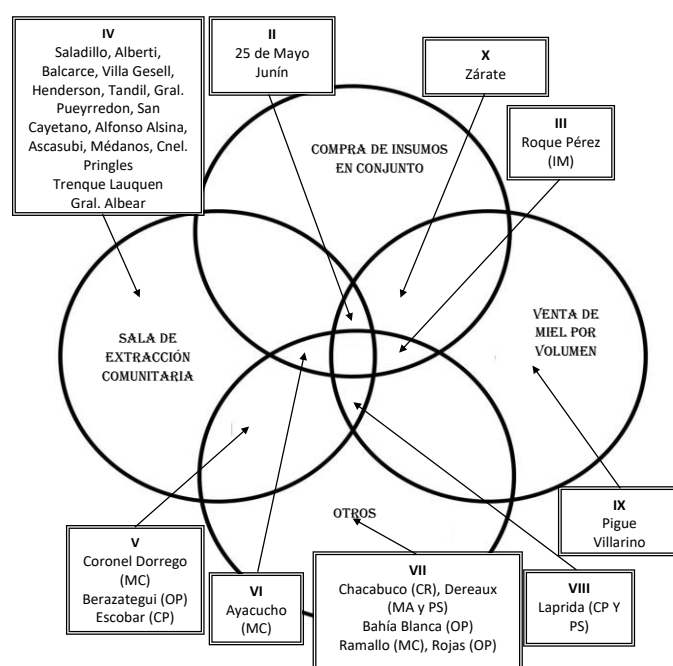 IV
Saladillo, Alberti,
Balcarce, Villa Gesell,
Henderson, Tandil, Gral.
Pueyrredon, San
Cayetano, Alfonso Alsina,
Ascasubi, Médanos, Cnel.
Pringles
Trenque Lauquen
Gral. Albear
II
25 de Mayo
Junín
X
Zárate
III
Roque Pérez
(IM)
COMPRA DE INSUMOS
EN CONJUNTO
SALA DE
EXTRACCIÓN
COMUNITARIA
VENTA DE
MIEL POR
VOLUMEN
OTROS
V
Coronel Dorrego
(MC)
Berazategui (OP)
Escobar (CP)
VI
Ayacucho
(MC)
VII
Chacabuco (CR), Dereaux
(MA y PS)
Bahía Blanca (OP)
Ramallo (MC), Rojas (OP)
VIII
Laprida (CP Y
PS)
IX
Pigue
Villarino